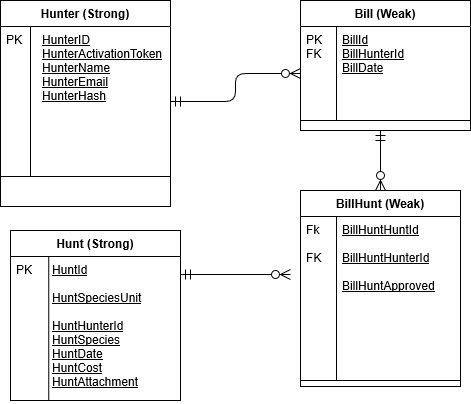 Hunter (Strong)
PK HunterID
HunterActivationToken
HunterName
HunterEmail
HunterHash
Bill (Weak)
PK BillId
FK BillHunterId
BillDate
Hunt (Strong)
PK HuntId
HuntSpeciesUnit
HuntHunterId
HuntSpecies
HuntDate
HuntCost
HuntAttachment
BillHunt (Weak)
Fk BillHuntHuntId
FK BillHuntHunterId
BillHuntApproved